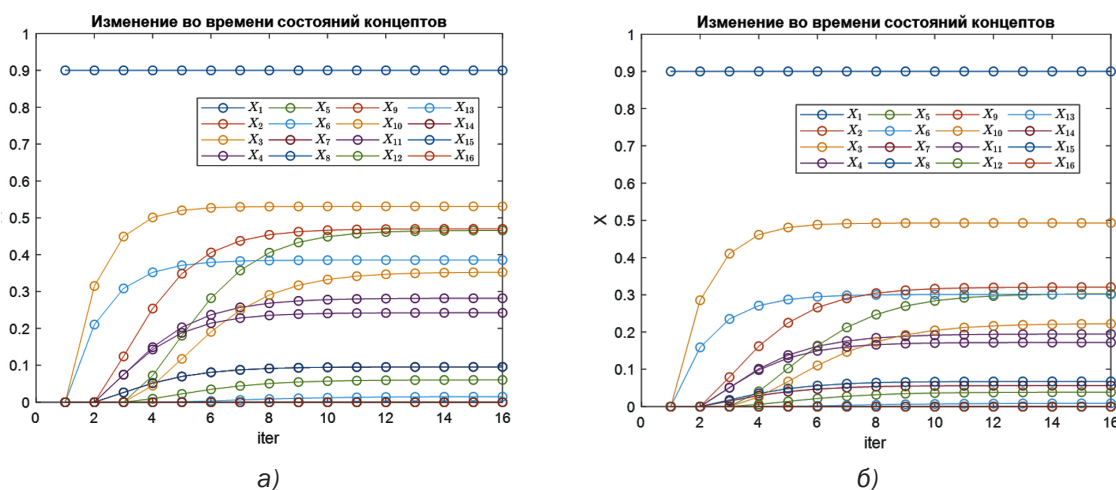 Изменение во времени состояний концептов
1
0.9
0.8
0.7
0.6
0.5
0.4
0.3
0.2
0.1
0
X1 X5 X9 X13
X2 X6 X10 X14
X3 X7 X11 X15
X4 X8 X12 X16
0 2 4 6 8 10 12 14 16
iter
а)
Изменение во времени состояний концептов
1
0.9
0.8
0.7
0.6
0.5
0.4
0.3
0.2
0.1
0
X
X1 X5 X9 X13
X2 X6 X10 X14
X3 X7 X11 X15
X4 X8 X12 X16
0 2 4 6 8 10 12 14 16
iter
б)